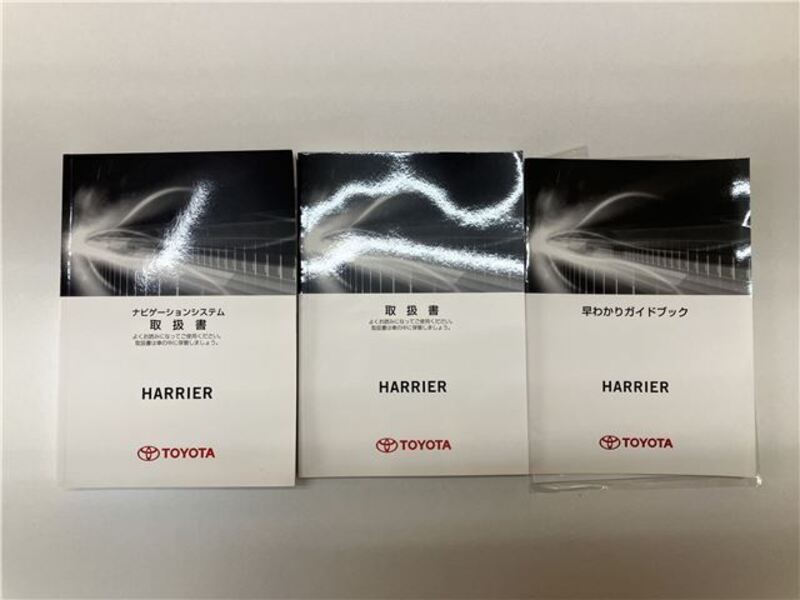 ナビゲーションシステム
取扱書
よくお読みになってご使用ください。
取扱書は車の中に保管しましょう。
HARRIER
TOYOTA
取扱書
よくお読みになってご使用ください。
取扱書は車の中に保管しましょう。
HARRIER
TOYOTA
早わかりガイドブック
HARRIER
TOYOTA